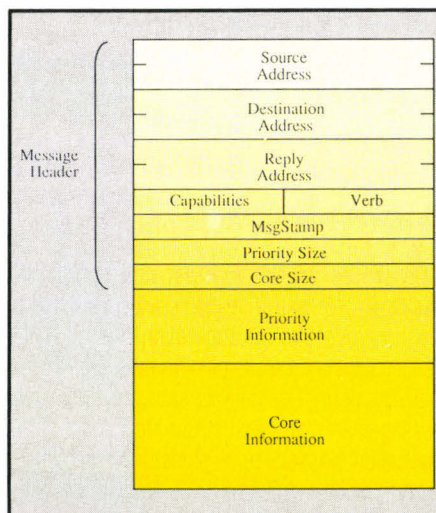 Source
Address
Destination
Address
Message
Header
Reply
Address
Capabilities
Verb
MsgStamp
Priority Size
Core Size
Priority
Information
Core
Information